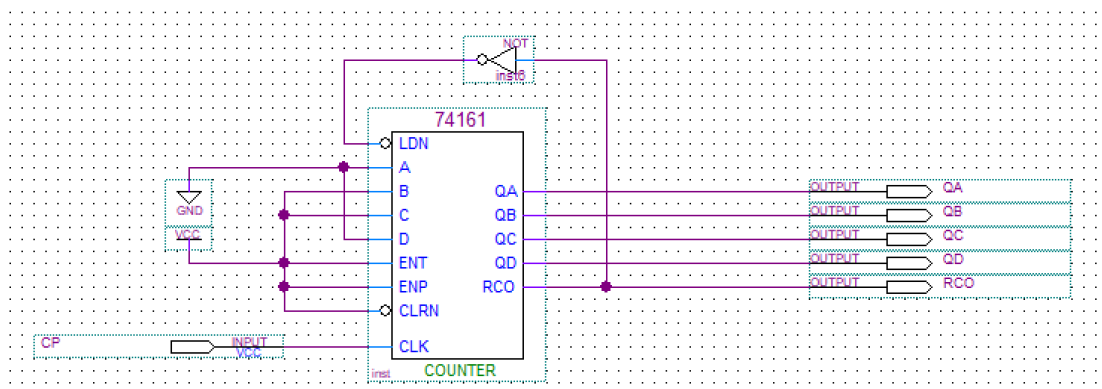 NOT
inst6
74161
LDN
A
B
QA
C
QB
D
QC
ENT
QD
ENP
RCO
CLRN
CLK
COUNTER
inst
GND
VCC
CP
INPUT
VCC
OUTPUT
QA
OUTPUT
QB
OUTPUT
QC
OUTPUT
QD
OUTPUT
RCO